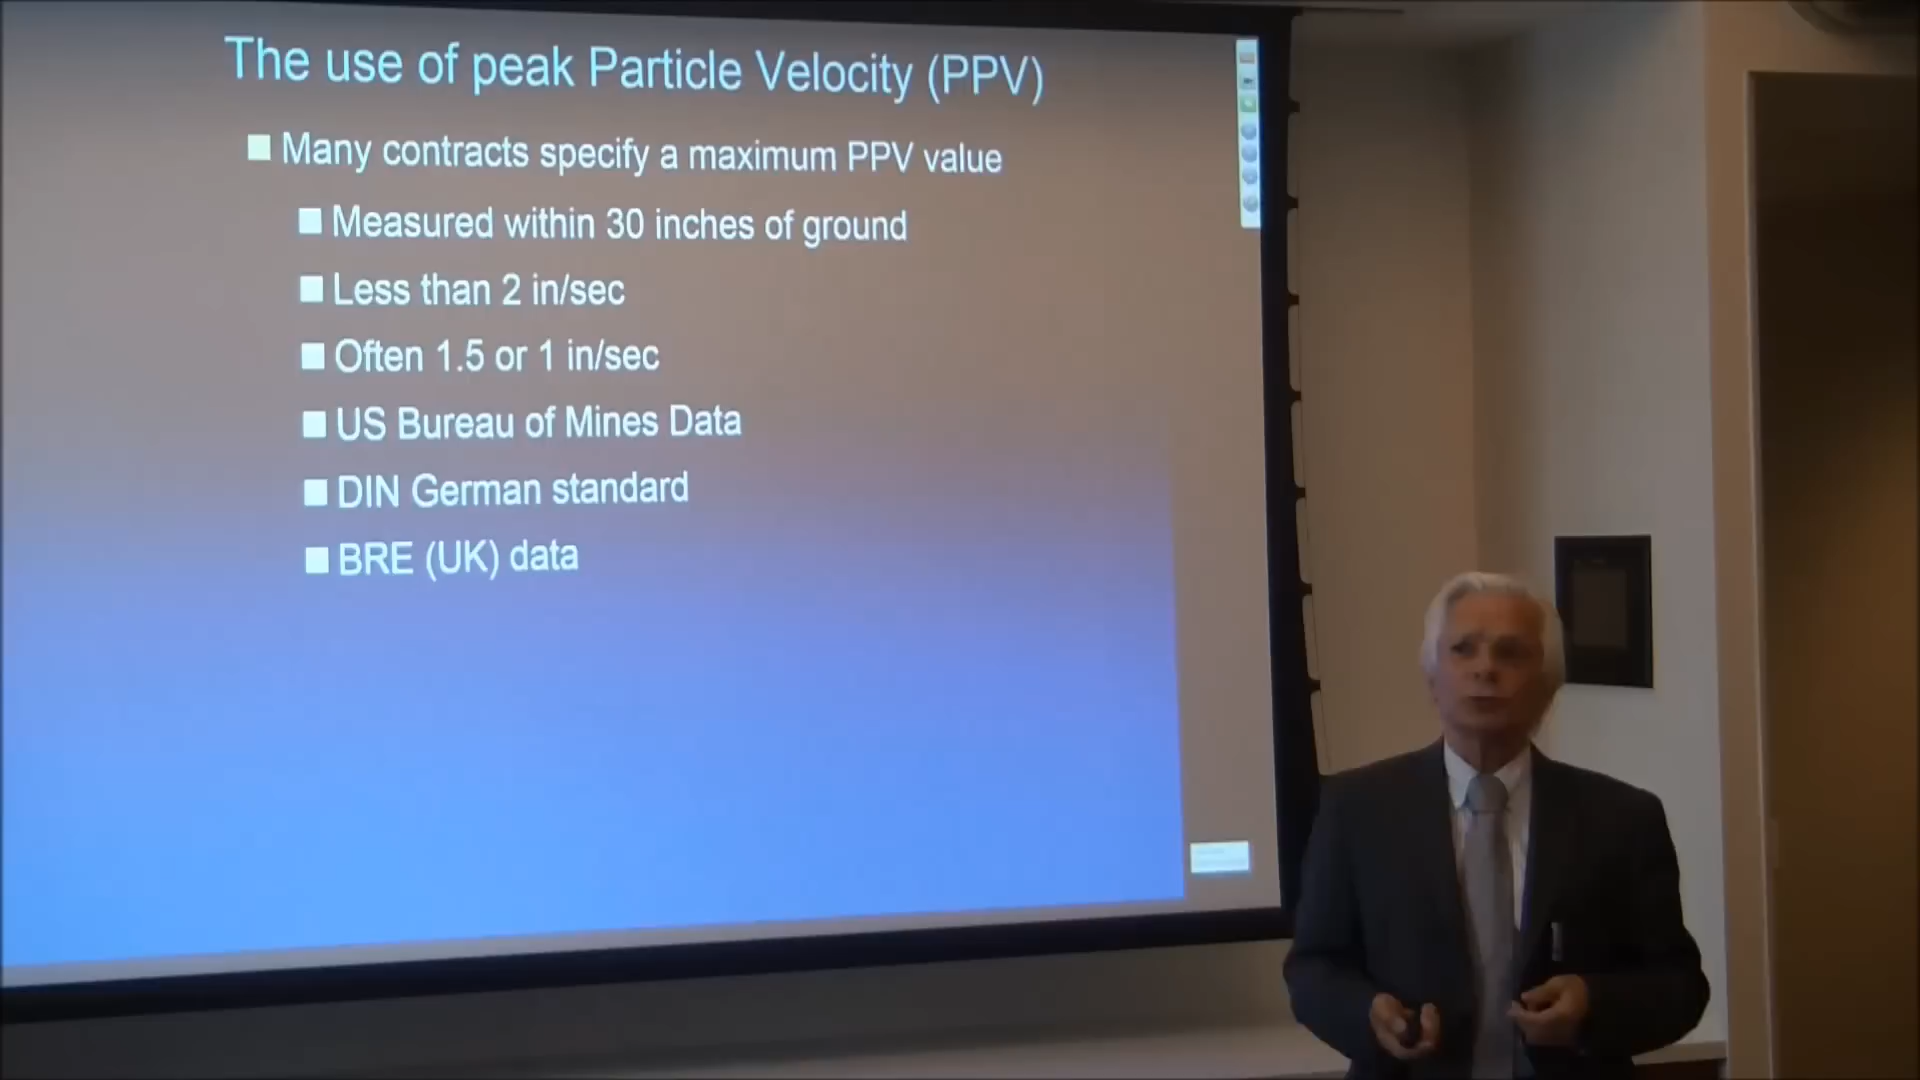 The use of peak Particle Velocity (PPV)
Many contracts specify a maximum PPV value
Measured within 30 inches of ground
Less than 2 in/sec
Often 1.5 or 1 in/sec
US Bureau of Mines Data
DIN German standard
BRE (UK) data